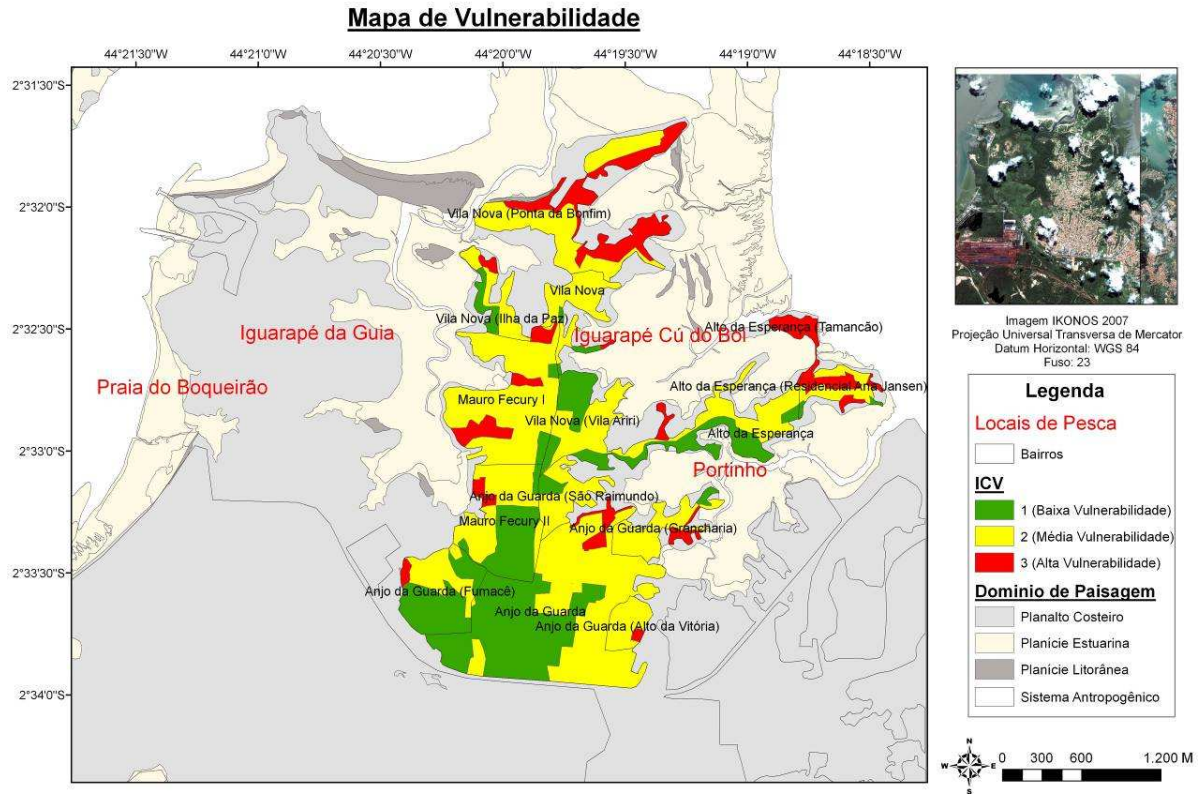 Mapa de Vulnerabilidade
44°21'30"W
44°21'0"W
44°20'30"W
44°20'0"W
44°19'30"W
44°19'0"W
44°18'30"W
2°31'30"S
2°32'0"S
2°32'30"S
2°33'0"S
2°33'30"S
2°34'0"S
Vila Nova (Ponta da Bonfim)
Vila Nova
Vila Nova (Ilha da Paz)
Iguarapé da Guia
Iguarapé Cú do Boi
Alto da Esperança (Tamancão)
Praia do Boqueirão
Mauro Fecury I
Alto da Esperança (Residencial Ana Jansen)
Vila Nova (Vila Ariri)
Alto da Esperança
Portinho
Anjo da Guarda (São Raimundo)
Mauro Fecury II
Anjo da Guarda (Grancharia)
Anjo da Guarda (Fumacê)
Anjo da Guarda
Anjo da Guarda (Alto da Vitória)
Imagem IKONOS 2007
Projeção Universal Transversa de Mercator
Datum Horizontal: WGS 84
Fuso: 23
Legenda
Locais de Pesca
Bairros
ICV
1 (Baixa Vulnerabilidade)
2 (Média Vulnerabilidade)
3 (Alta Vulnerabilidade)
Dominio de Paisagem
Planalto Costeiro
Planície Estuarina
Planície Litorânea
Sistema Antropogênico
N
W E
S
0 300 600 1.200 M